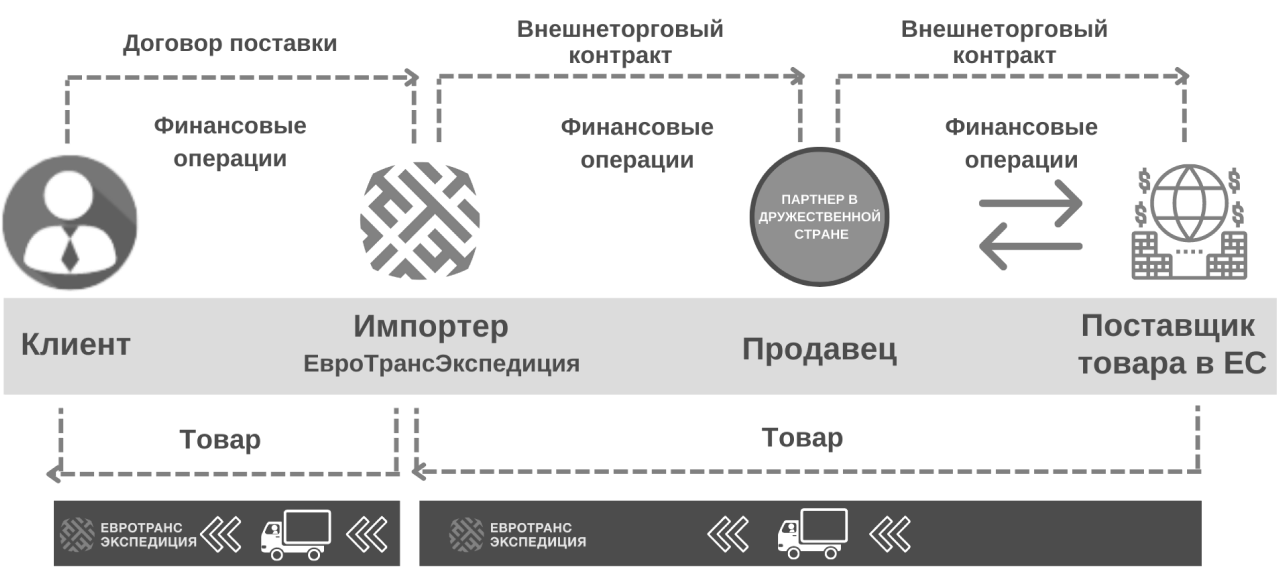 Договор поставки
Внешнеторговый
контракт
Внешнеторговый
контракт
Финансовые
операции
Финансовые
операции
Финансовые
операции
ПАРТНЕР В
ДРУЖЕСТВЕННОЙ
СТРАНЕ
$ $
$ $
Клиент
Импортер
ЕвроТрансЭкспедиция
Продавец
Поставщик
товара в ЕС
Товар
Товар
ЕВРОТРАНС
ЭКСПЕДИЦИЯ
ЕВРОТРАНС
ЭКСПЕДИЦИЯ